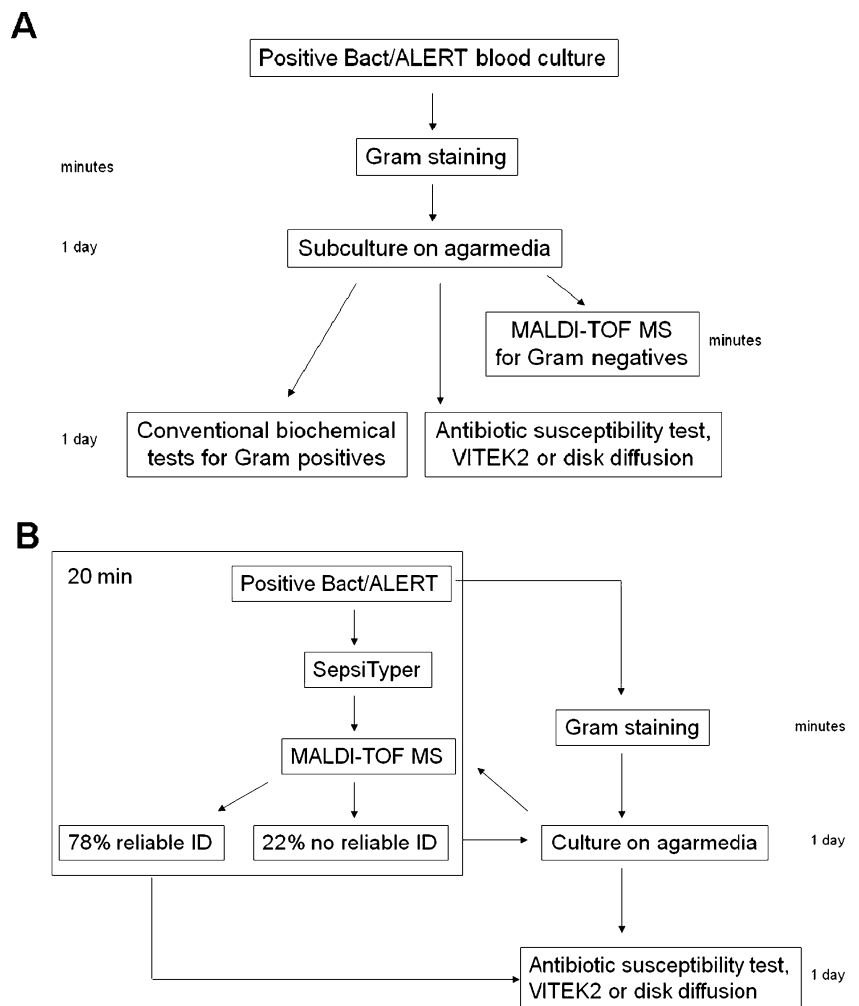 A
Positive Bact/ALERT blood culture
Gram staining
minutes
1 day
Subculture on agarmedia
MALDI-TOF MS
for Gram negatives
minutes
1 day
Conventional biochemical
tests for Gram positives
Antibiotic susceptibility test,
VITEK2 or disk diffusion
B
20 min
Positive Bact/ALERT
SepsiTyper
Gram staining
minutes
MALDI-TOF MS
78% reliable ID
22% no reliable ID
Culture on agarmedia
1 day
Antibiotic susceptibility test,
VITEK2 or disk diffusion
1 day